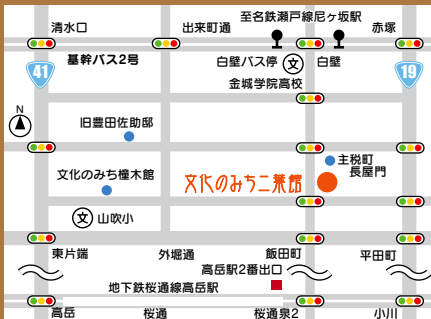 至名鉄瀬戸線尼ヶ坂駅
清水口
出来町通
赤塚
基幹バス2号
白壁バス停
文
白壁
金城学院高校
41
19
N
旧豊田佐助邸
主税町
長屋門
文化のみち橦木館
文化のみち二葉館
文
山吹小
東片端
外堀通
飯田町
平田町
高岳駅2番出口
地下鉄桜通線高岳駅
高岳
桜通
桜通泉2
小川